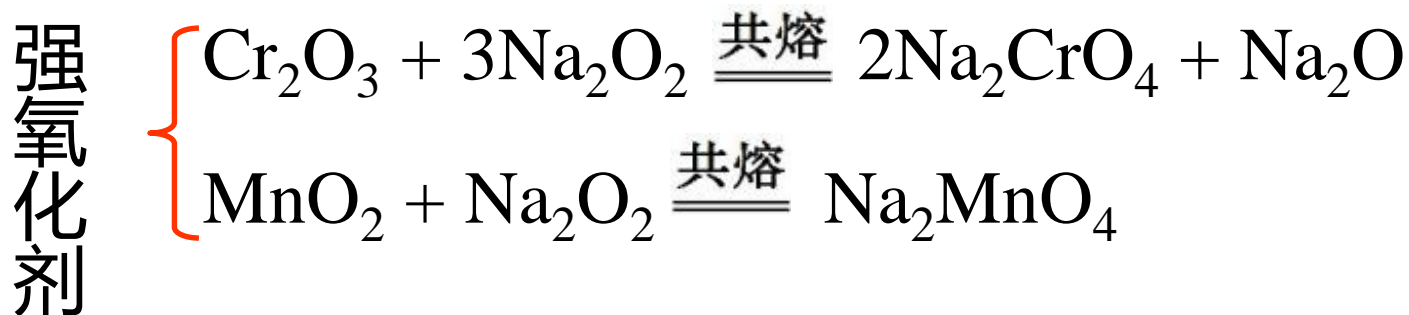 强氧化剂
Cr₂O₃ + 3Na₂O₂ 共熔 2Na₂CrO₄ + Na₂O
MnO₂ + Na₂O₂ 共熔 Na₂MnO₄